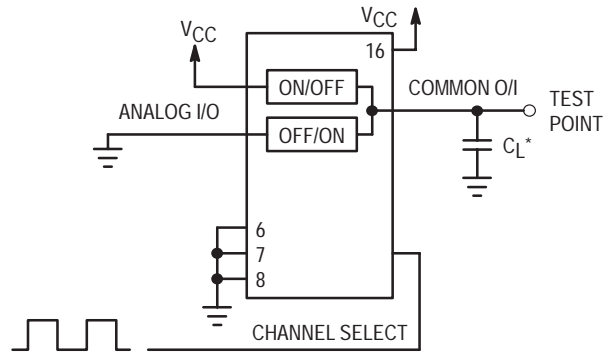 VCC
VCC
16
ON/OFF
COMMON O/I
TEST
POINT
ANALOG I/O
OFF/ON
CL*
6
7
8
CHANNEL SELECT